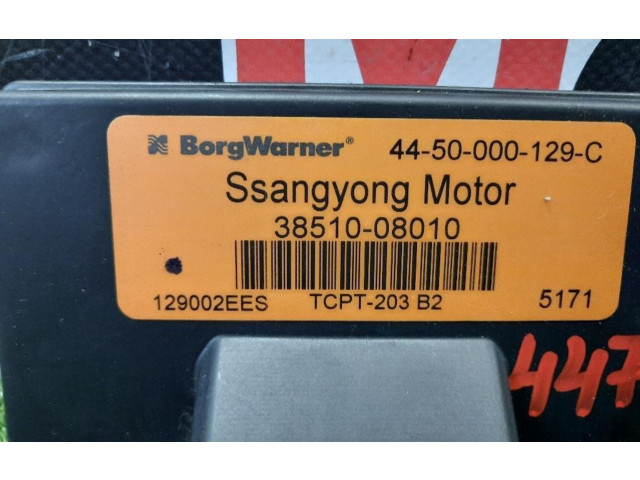 BorgWarner® 44-50-000-129-C
Ssangyong Motor
38510-08010
129002EES TCPT-203 B2 5171
447